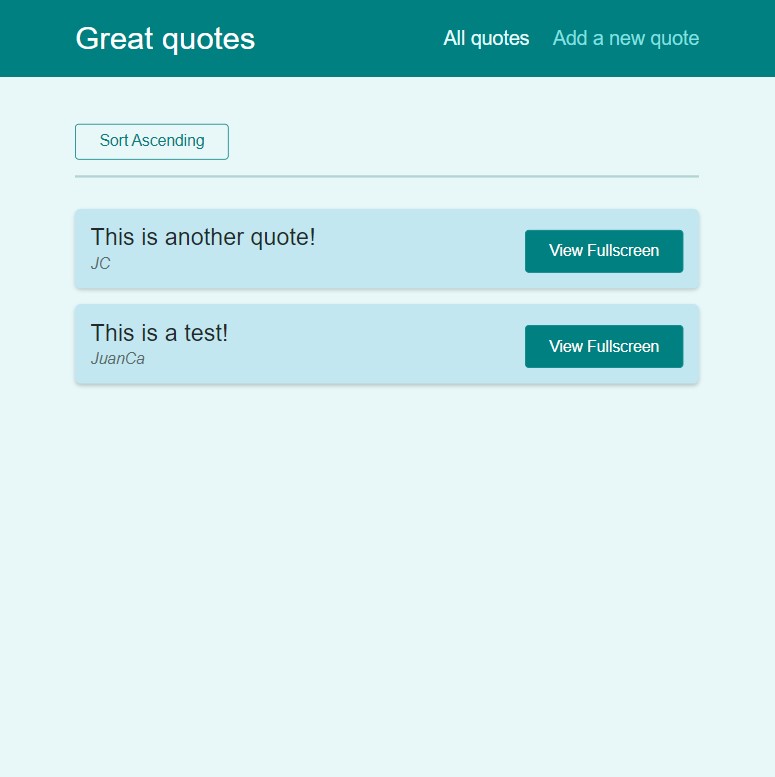 Great quotes
All quotes
Add a new quote
Sort Ascending
This is another quote!
JC
View Fullscreen
This is a test!
JuanCa
View Fullscreen